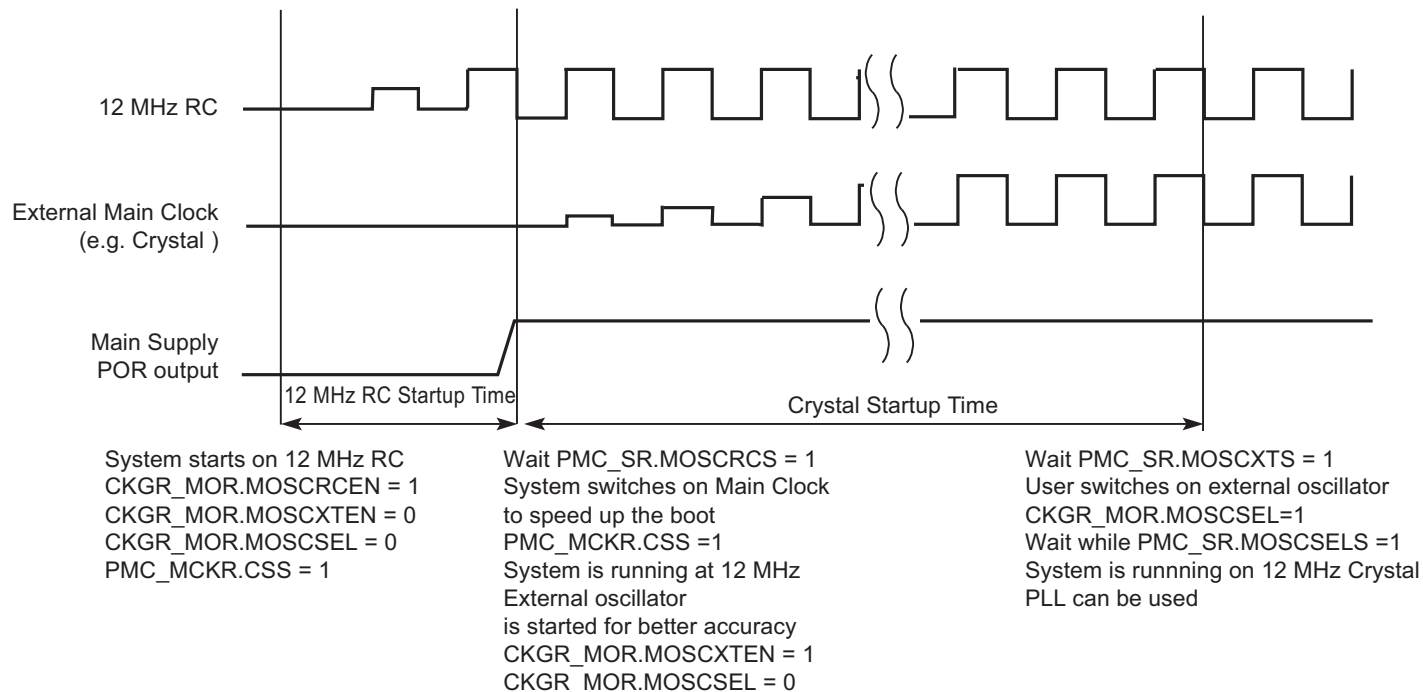 12 MHz RC
External Main Clock
(e.g. Crystal )
Main Supply
POR output
12 MHz RC Startup Time
Crystal Startup Time
System starts on 12 MHz RC
CKGR_MOR.MOSCRCEN = 1
CKGR_MOR.MOSCXTEN = 0
CKGR_MOR.MOSCSEL = 0
PMC_MCKR.CSS = 1
Wait PMC_SR.MOSCRCS = 1
System switches on Main Clock
to speed up the boot
PMC_MCKR.CSS =1
System is running at 12 MHz
External oscillator
is started for better accuracy
CKGR_MOR.MOSCXTEN = 1
CKGR_MOR.MOSCSEL = 0
Wait PMC_SR.MOSCXTS = 1
User switches on external oscillator
CKGR_MOR.MOSCSEL=1
Wait while PMC_SR.MOSCSELS =1
System is runnning on 12 MHz Crystal
PLL can be used